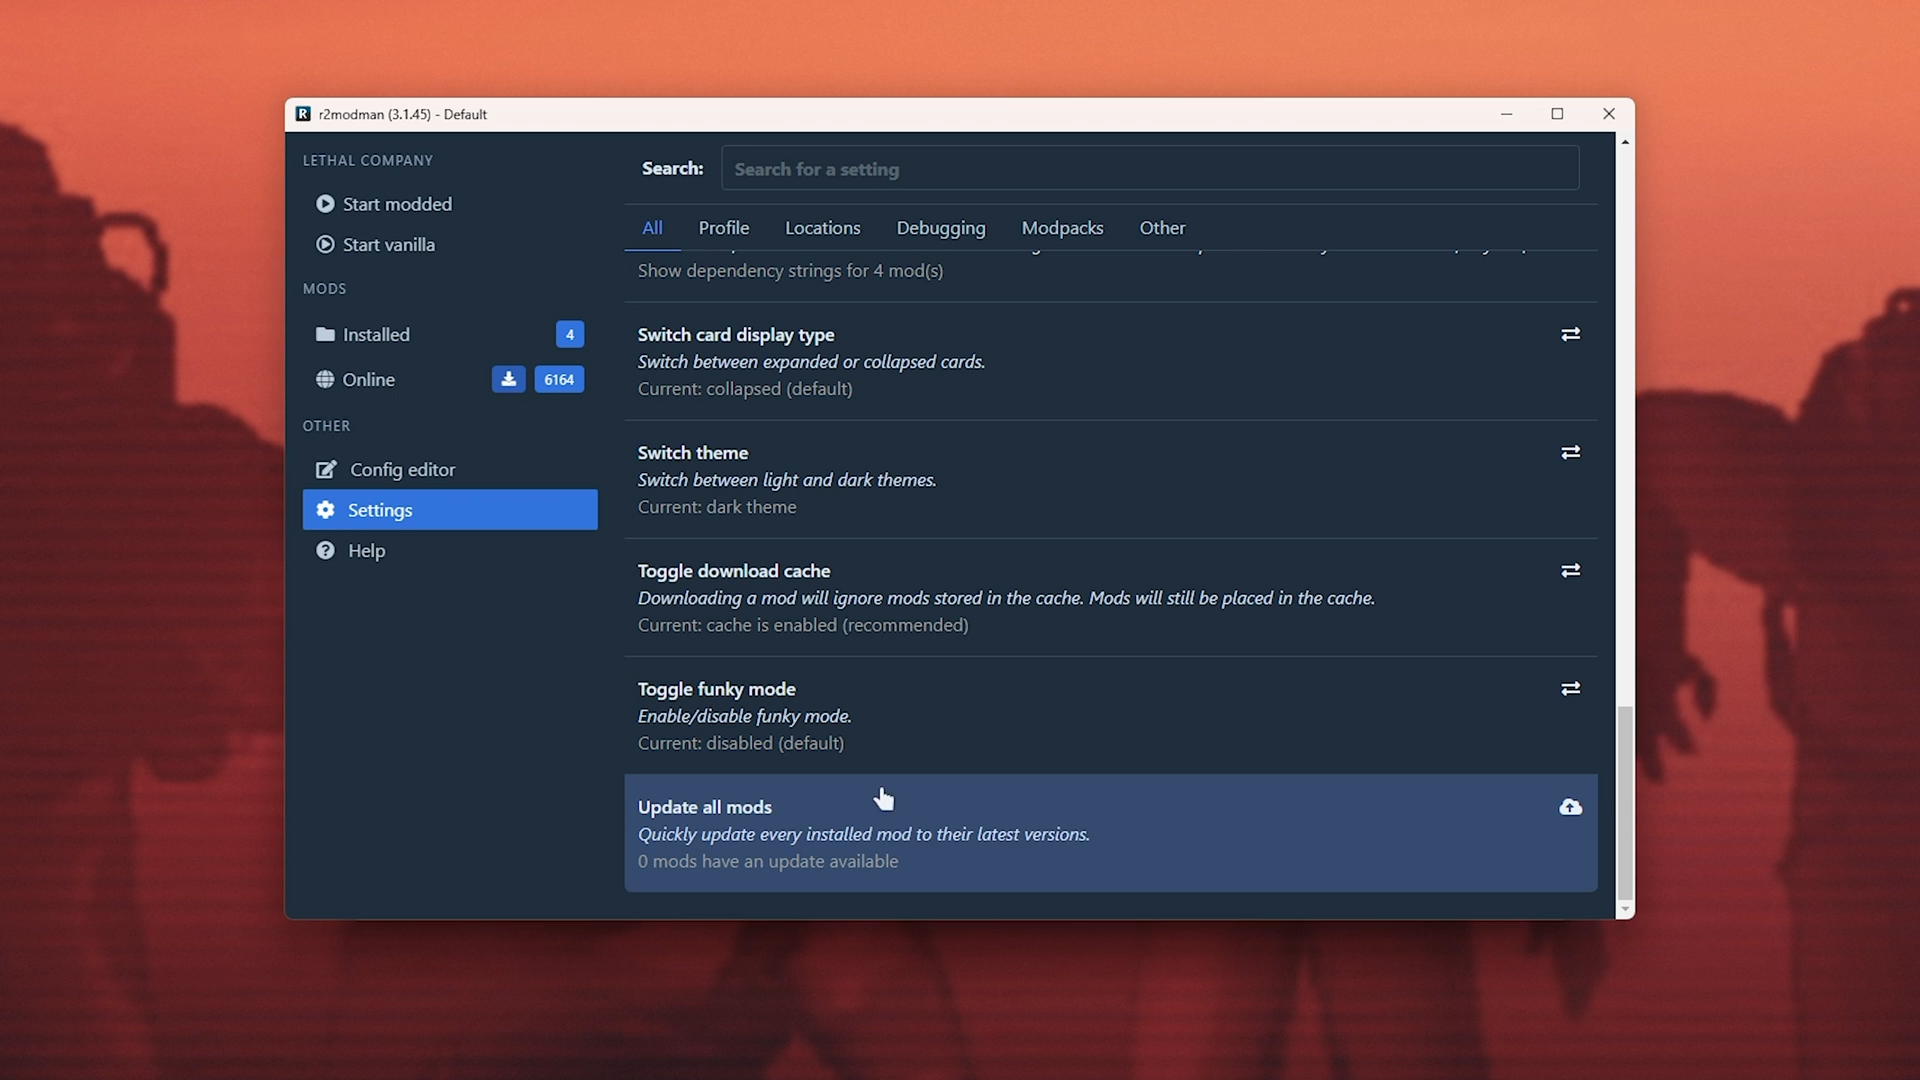 r2modman (3.1.45) - Default
LETHAL COMPANY
Start modded
Start vanilla
MODS
Installed 4
Online 6164
OTHER
Config editor
Settings
Help
Search: Search for a setting
All Profile Locations Debugging Modpacks Other
Show dependency strings for 4 mod(s)
Switch card display type
Switch between expanded or collapsed cards.
Current: collapsed (default)
Switch theme
Switch between light and dark themes.
Current: dark theme
Toggle download cache
Downloading a mod will ignore mods stored in the cache. Mods will still be placed in the cache.
Current: cache is enabled (recommended)
Toggle funky mode
Enable/disable funky mode.
Current: disabled (default)
Update all mods
Quickly update every installed mod to their latest versions.
0 mods have an update available